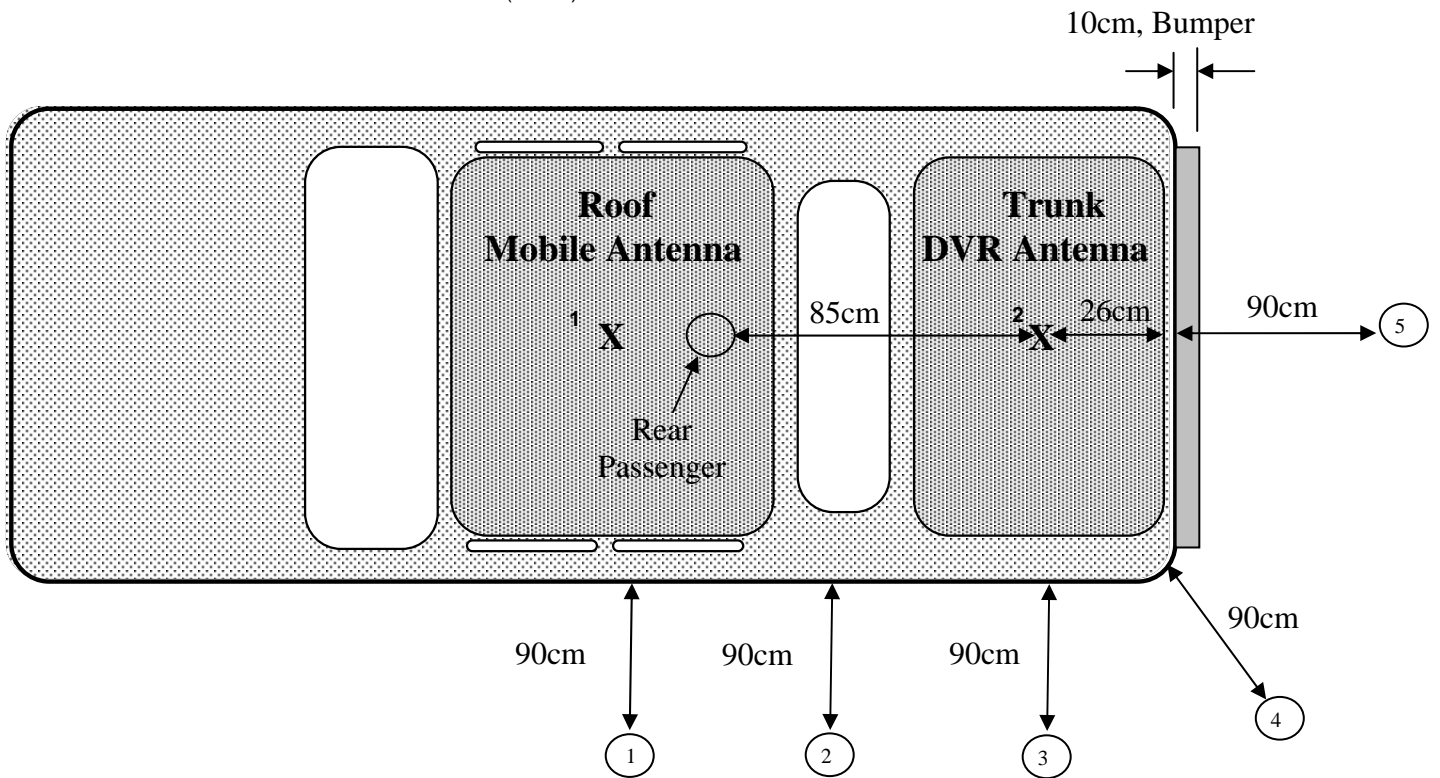 10cm, Bumper
Roof
Mobile Antenna
Trunk
DVR Antenna
1
X
85cm
2
X
26cm
90cm
5
Rear
Passenger
90cm
90cm
90cm
90cm
1
2
3
4